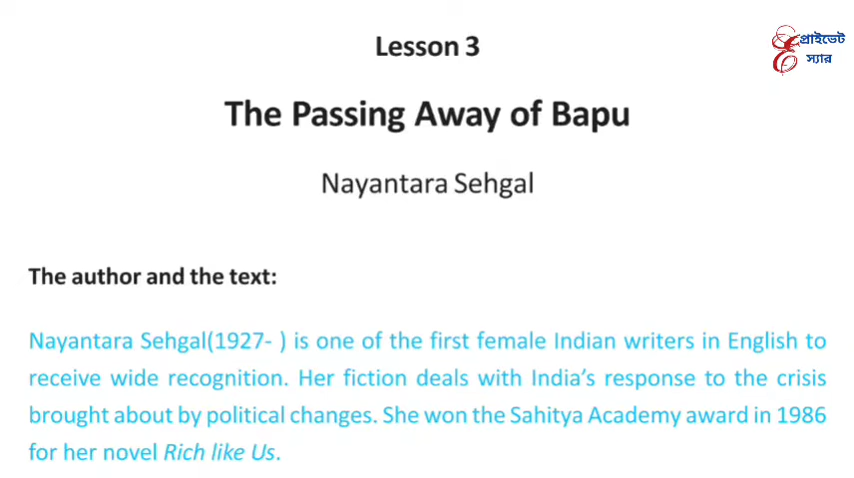 Lesson 3
প্রাইভেট
স্যার
The Passing Away of Bapu
Nayantara Sehgal
The author and the text:
Nayantara Sehgal(1927- ) is one of the first female Indian writers in English to
receive wide recognition. Her fiction deals with India's response to the crisis
brought about by political changes. She won the Sahitya Academy award in 1986
for her novel Rich like Us.